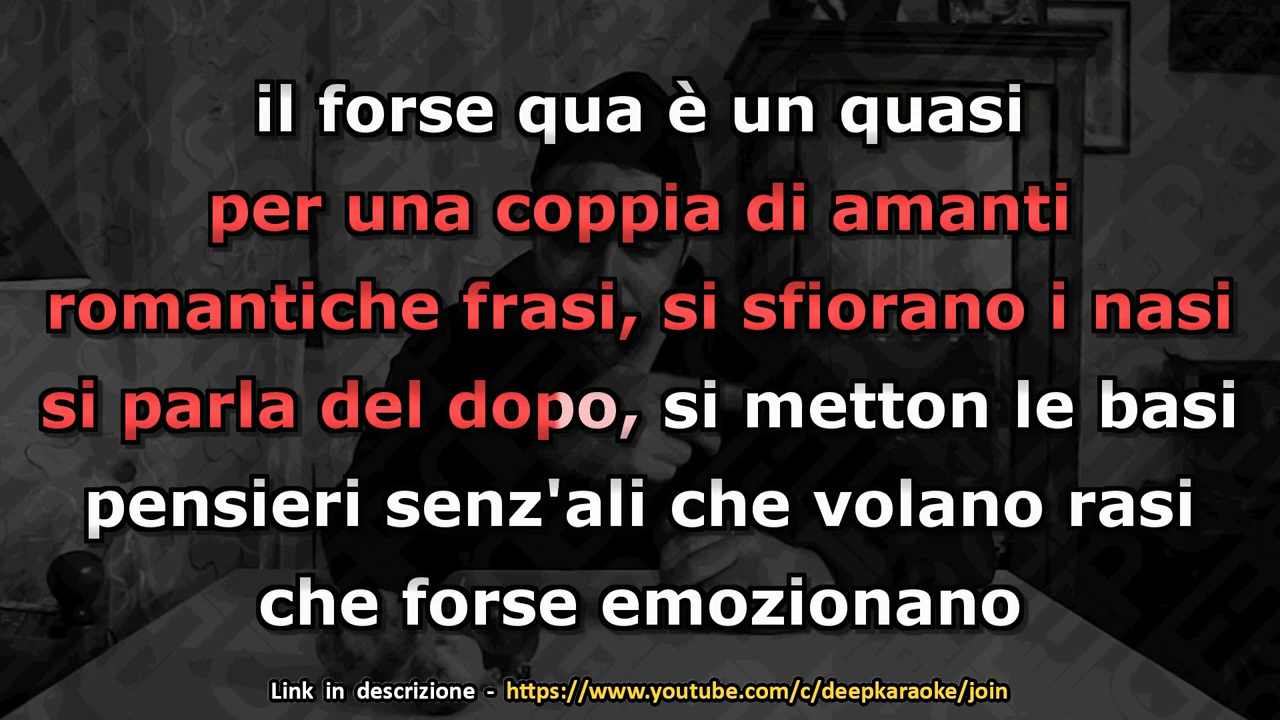 il forse qua è un quasi
per una coppia di amanti
romantiche frasi, si sfiorano i nasi
si parla del dopo, si metton le basi
pensieri senz'ali che volano rasi
che forse emozionano
Link in descrizione - https://www.youtube.com/c/deepkaraoke/join